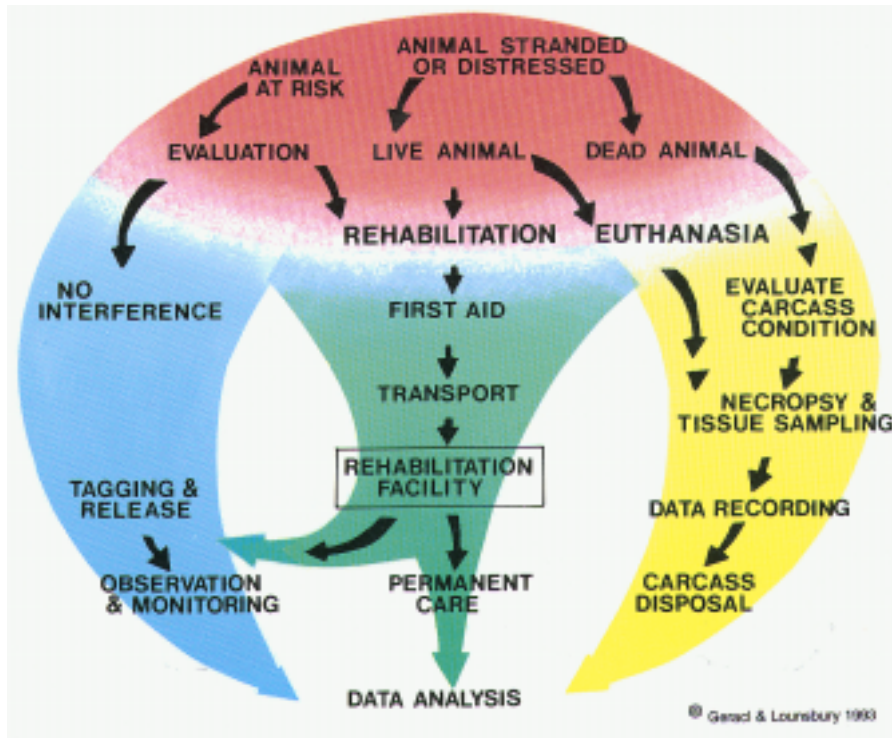 ANIMAL
AT RISK
ANIMAL STRANDED
OR DISTRESSED
EVALUATION
LIVE ANIMAL
DEAD ANIMAL
REHABILITATION
EUTHANASIA
NO
INTERFERENCE
FIRST AID
EVALUATE
CARCASS
CONDITION
TRANSPORT
NECROPSY &
TISSUE SAMPLING
REHABILITATION
FACILITY
TAGGING &
RELEASE
DATA RECORDING
OBSERVATION
& MONITORING
PERMANENT
CARE
CARCASS
DISPOSAL
DATA ANALYSIS
© Geraci & Lounsbury 1993